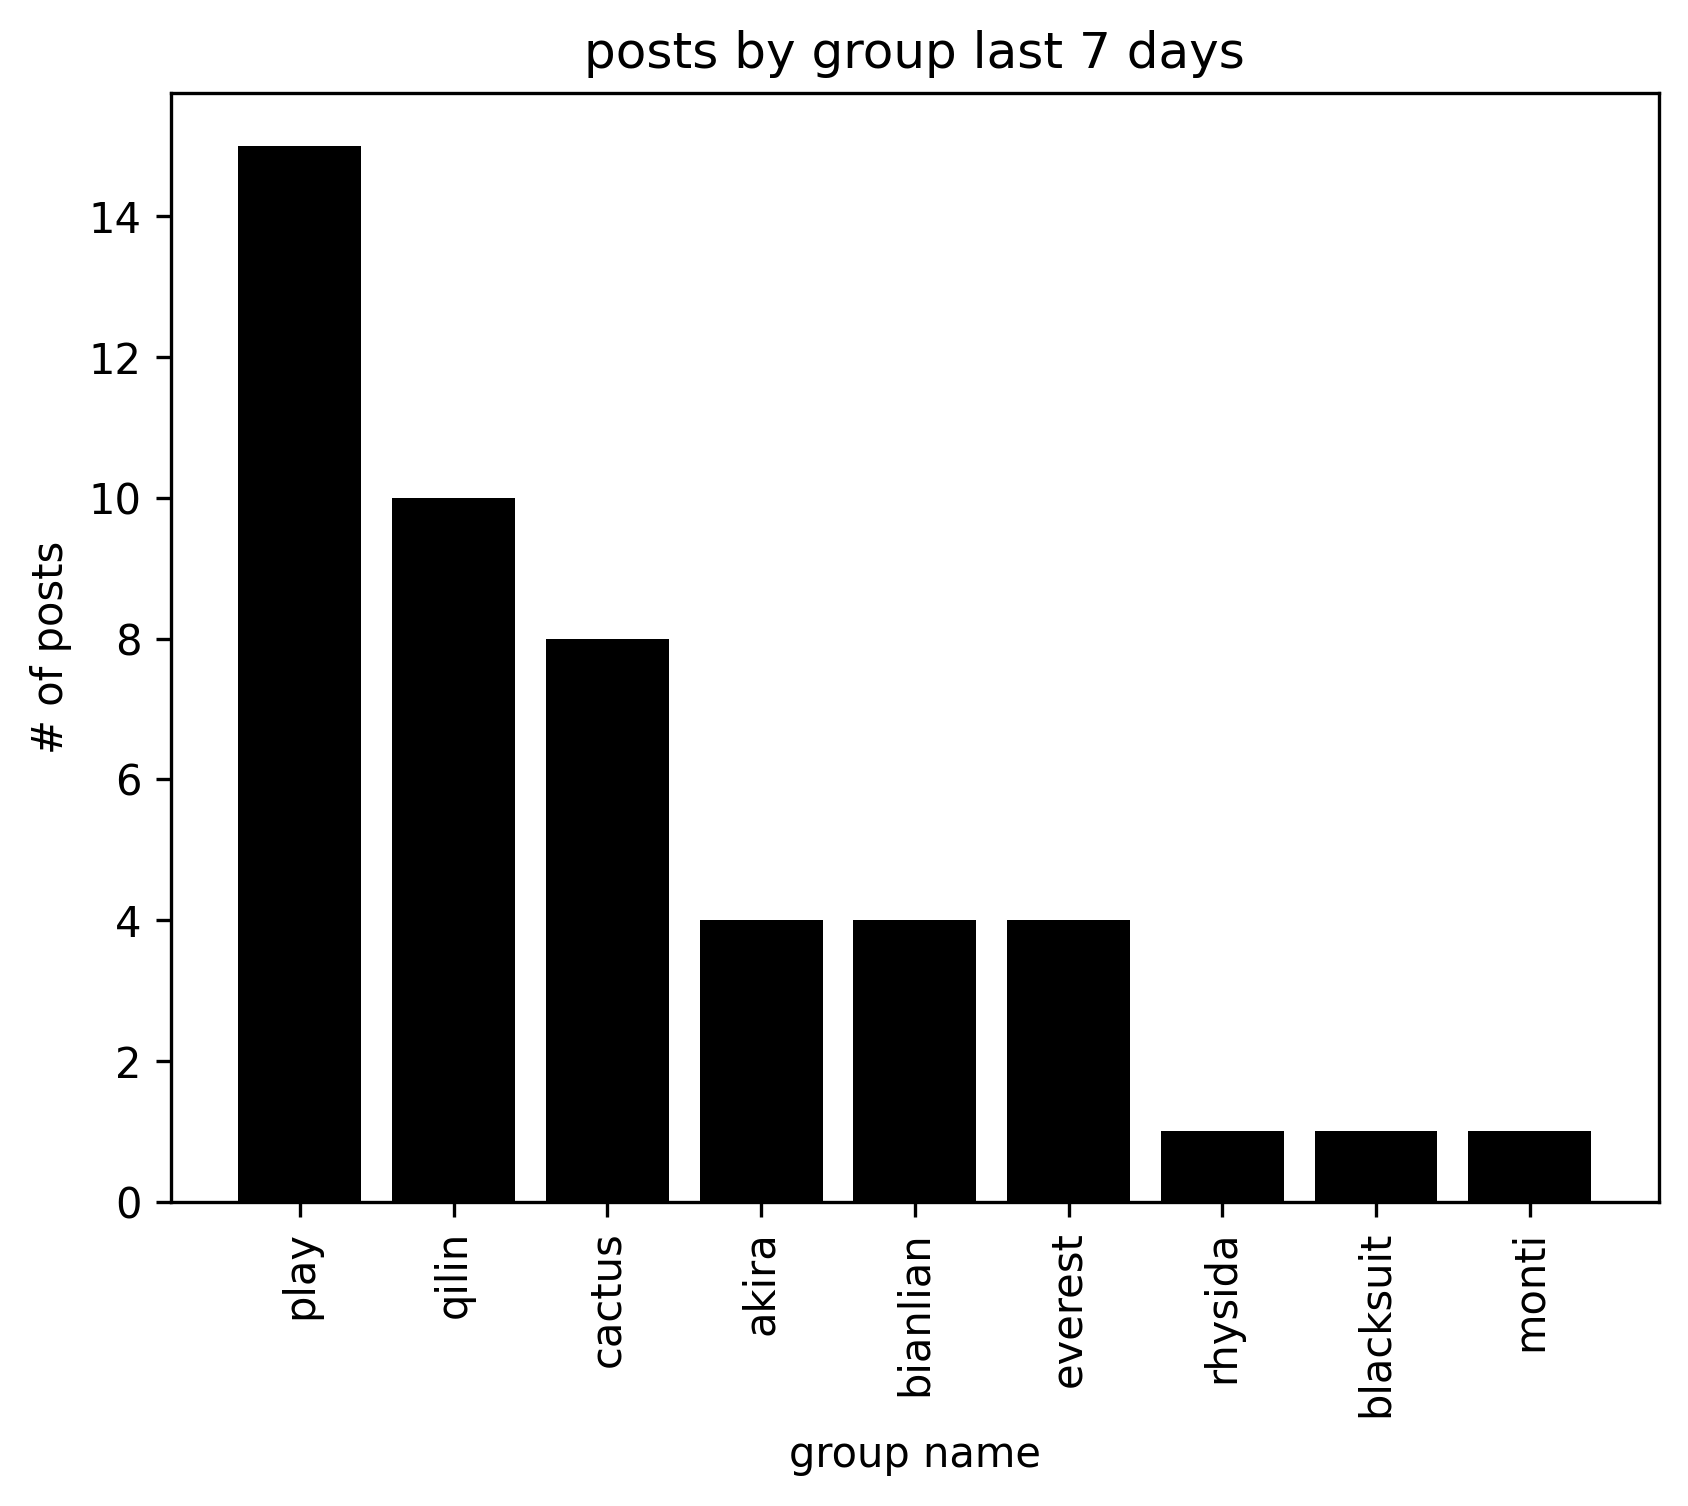 posts by group last 7 days
# of posts
14
12
10
8
6
4
2
0
play
qilin
cactus
akira
bianlian
everest
rhysida
blacksuit
monti
group name